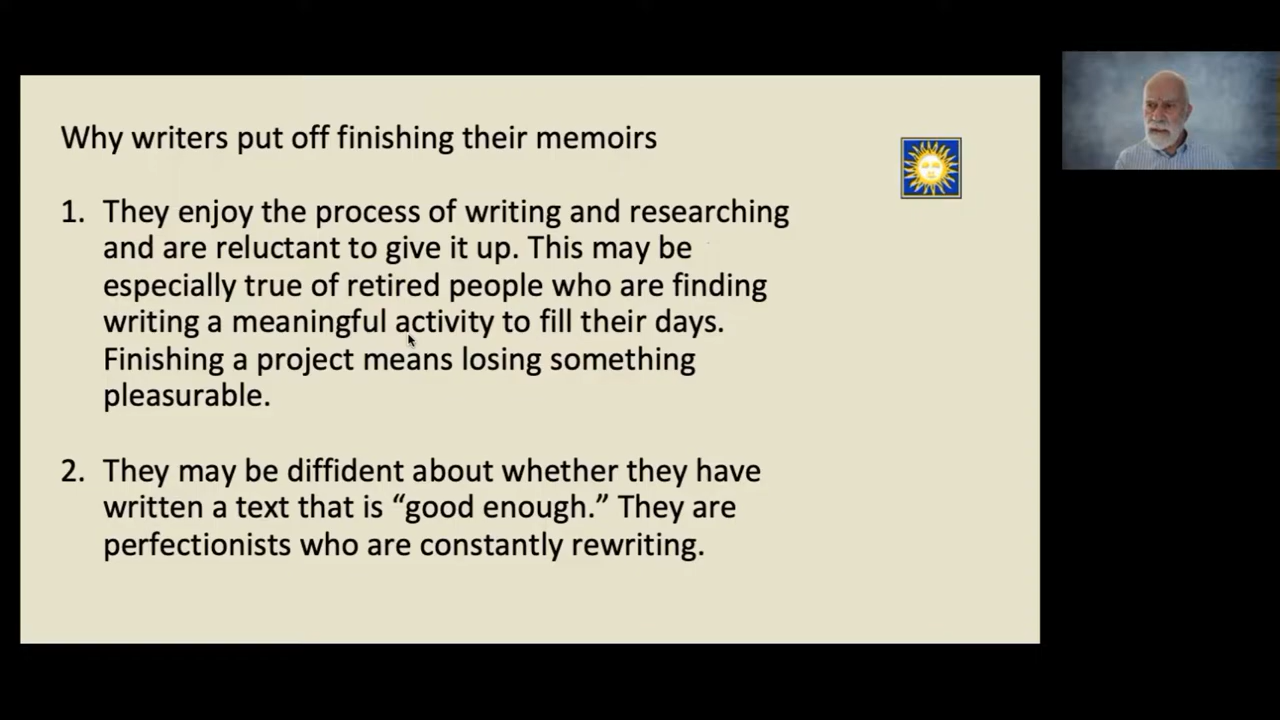 Why writers put off finishing their memoirs
1. They enjoy the process of writing and researching
and are reluctant to give it up. This may be
especially true of retired people who are finding
writing a meaningful activity to fill their days.
Finishing a project means losing something
pleasurable.
2. They may be diffident about whether they have
written a text that is “good enough.” They are
perfectionists who are constantly rewriting.